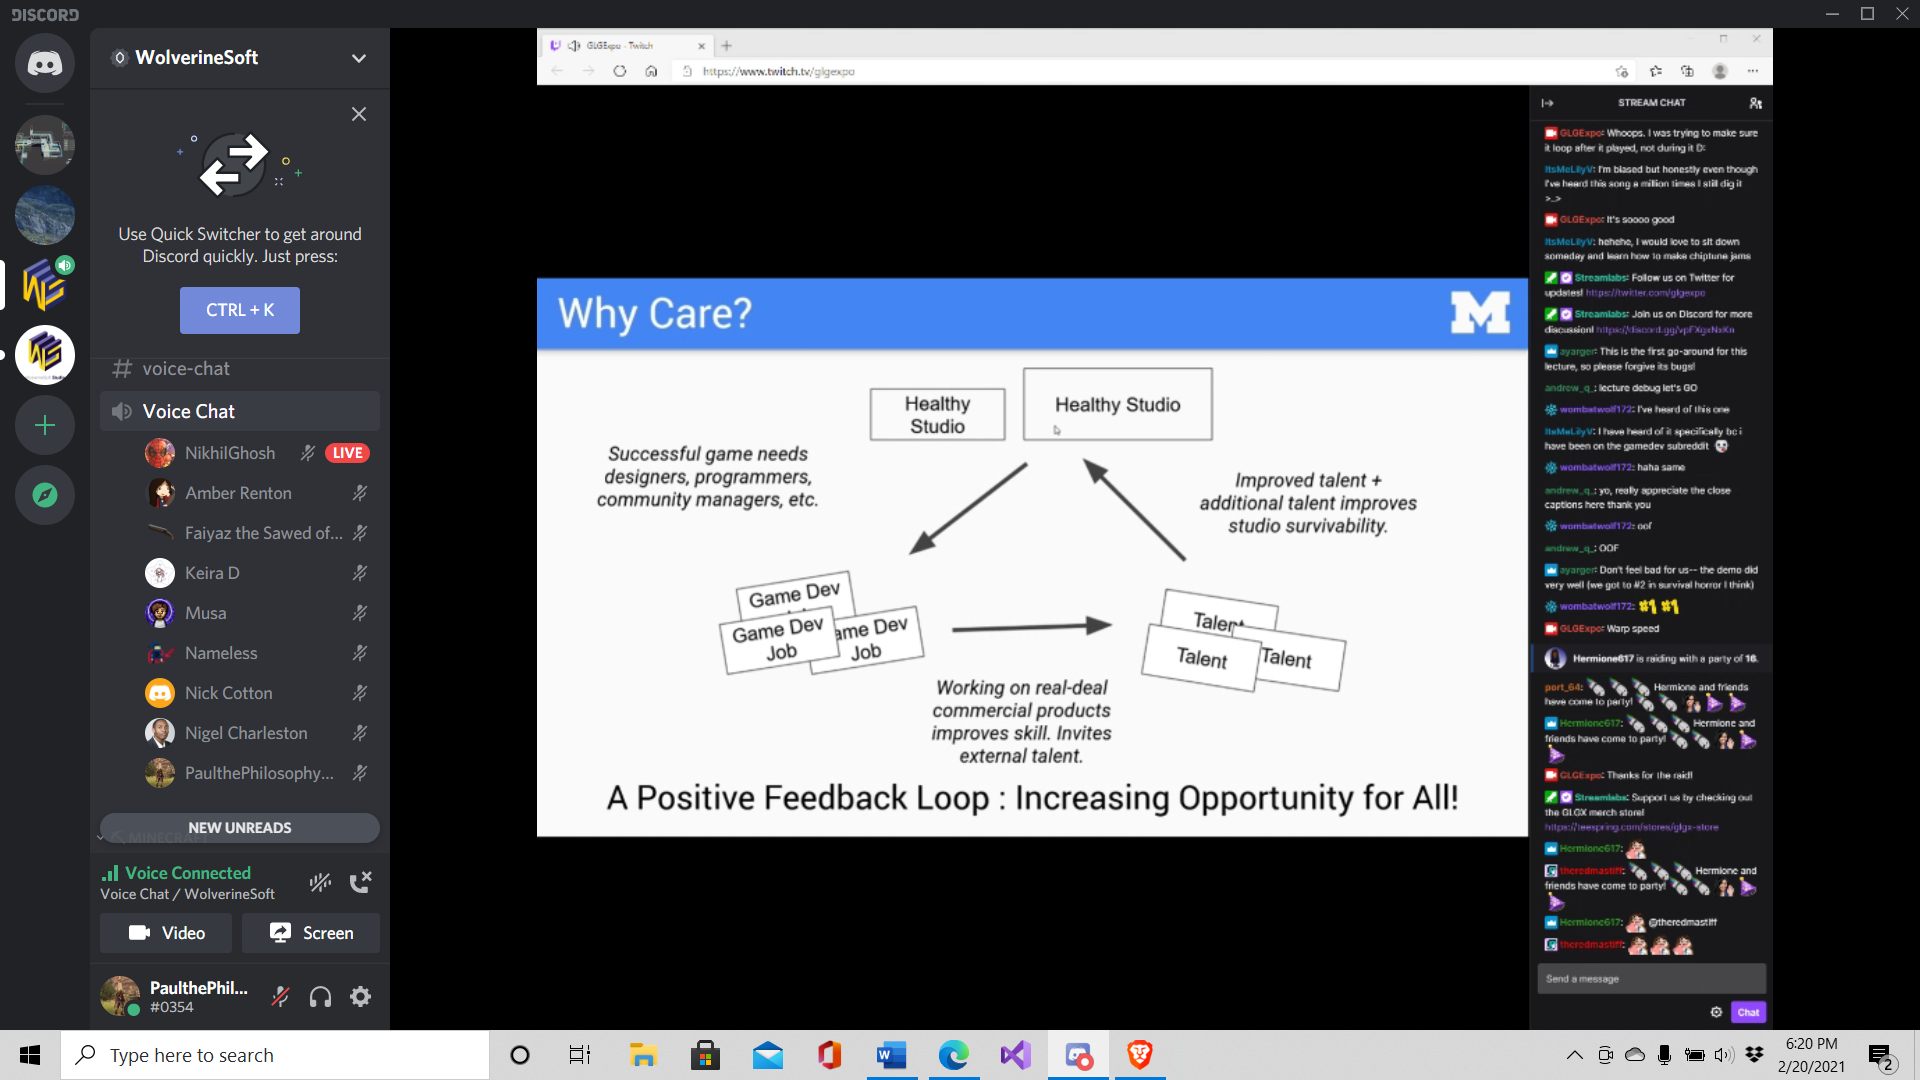 DISCORD
WolverineSoft
Use Quick Switcher to get around
Discord quickly. Just press:
CTRL + K
voice-chat
Voice Chat
NikhilGhosh
LIVE
Amber Renton
Faiyaz the Sawed of...
Keira D
Musa
Nameless
Nick Cotton
Nigel Charleston
PaulthePhilosophy...
NEW UNREADS
Voice Connected
Voice Chat / WolverineSoft
Video
Screen
PaulthePhil...
#0354
GLGExpo - Twitch
https://www.twitch.tv/glgexpo
Why Care?
M
Healthy
Studio
Healthy Studio
Successful game needs
designers, programmers,
community managers, etc.
Improved talent +
additional talent improves
studio survivability.
Game Dev
Game Dev
Job
ame Dev
Job
Talent
Talent
Talent
Working on real-deal
commercial products
improves skill. Invites
external talent.
A Positive Feedback Loop : Increasing Opportunity for All!
STREAM CHAT
GLGExpo: Whoops. I was trying to make sure
it loop after it played, not during it D:
ItsMeLilyV: I'm biased but honestly even though
I've heard this song a million times I still dig it
>_>
GLGExpo: It's soooo good
ItsMeLilyV: hehehe, I would love to sit down
someday and learn how to make chiptune jams
Streamlabs: Follow us on Twitter for
updates! https://twitter.com/glgexpo
Streamlabs: Join us on Discord for more
discussion!
ayarger: This is the first go-around for this
lecture, so please forgive its bugs!
andrew_q_: lecture debug let's GO
wombatwolf172: I've heard of this one
ItsMeLilyV: I have heard of it specifically bc i
have been on the gamedev subreddit
wombatwolf172: haha same
andrew_q_: yo, really appreciate the close
captions here thank you
wombatwolf172: oof
andrew_q_: OOF
ayarger: Don't feel bad for us-- the demo did
very well (we got to #2 in survival horror I think)
wombatwolf172: #1 #1
GLGExpo: Warp speed
Hermione617 is raiding with a party of 16.
port_64: Hermione and friends
have come to party!
Hermione617: Hermione and
friends have come to party!
GLGExpo: Thanks for the raid!
Streamlabs: Support us by checking out
the GLGX merch store!
https://teespring.com/stores/glgx-store
Hermione617:
theredmastiff: Hermione and
friends have come to party!
Hermione617: @theredmastiff
theredmastiff:
Send a message
Chat
Type here to search
6:20 PM
2/20/2021
2